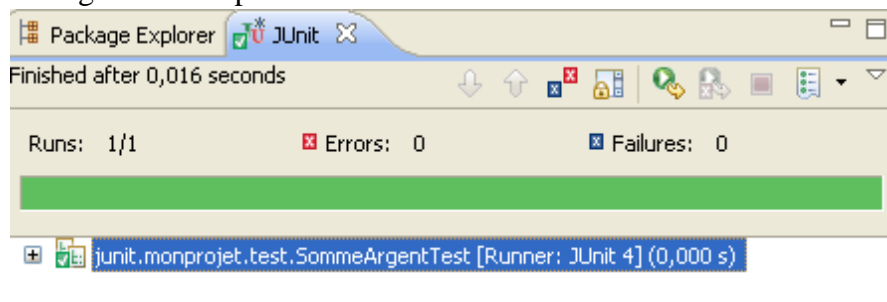 Package Explorer JUnit
Finished after 0,016 seconds
Runs: 1/1 Errors: 0 Failures: 0
junit.monprojet.test.SommeArgentTest [Runner: JUnit 4] (0,000 s)